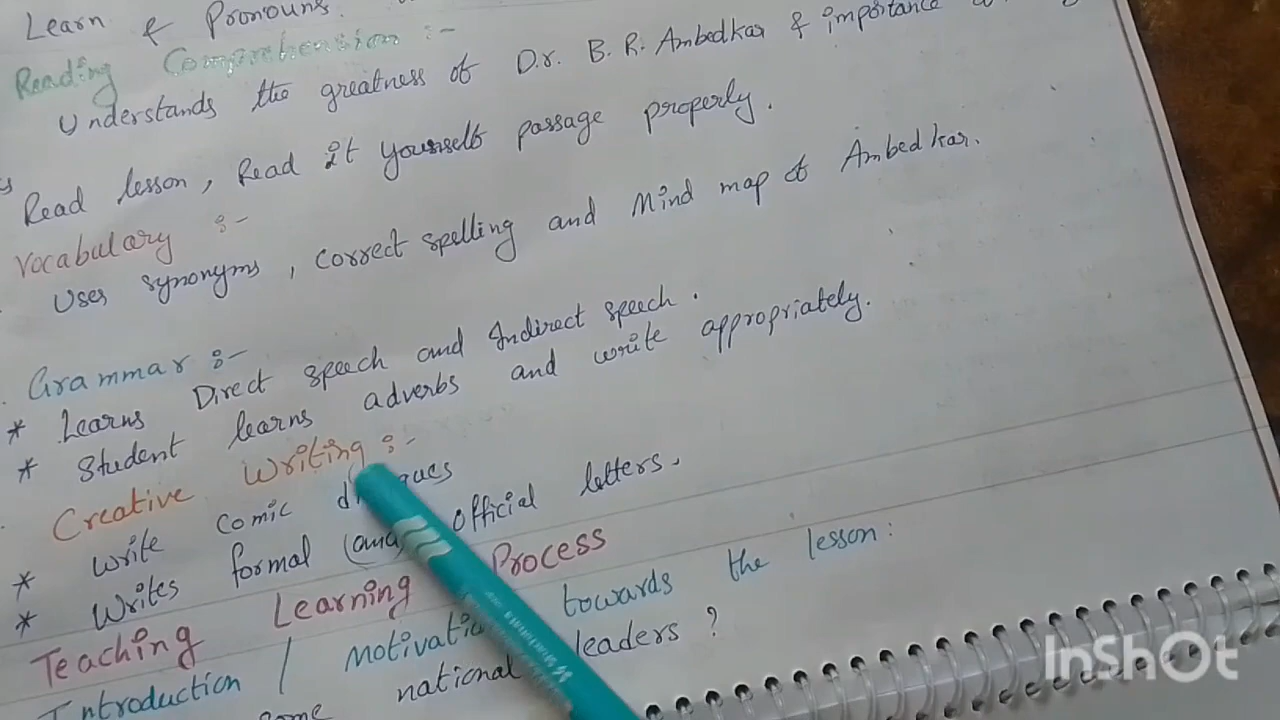 Learn & Pronouns.
Reading Comprehension :-
Understands the greatness of Dr. B. R. Ambedkar & importance
Read lesson, Read it yourself passage properly.
Vocabulary :-
Uses synonyms, correct spelling and Mind map of Ambedkar.
Grammar :-
* Learns Direct speech and Indirect speech.
* Student learns adverbs and write appropriately.
Creative Writing :-
* Write comic
* Writes formal (and) official letters.
Teaching Learning Process
Introduction / towards the lesson:
some national leaders ?
InShOt